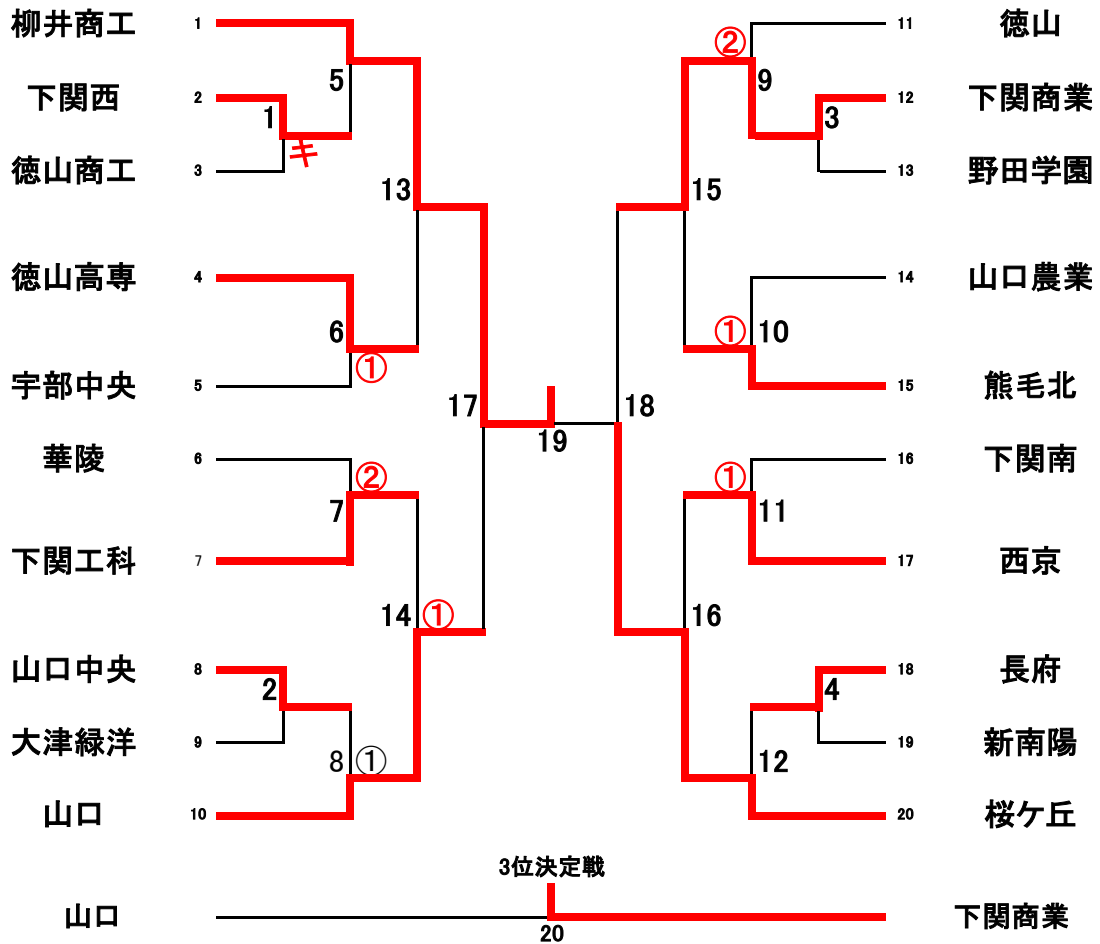 柳井商工 1
下関西 2
徳山商工 3
徳山高専 4
宇部中央 5
華陵 6
下関工科 7
山口中央 8
大津緑洋 9
山口 10
1
キ
5
13
6
①
17
7
②
14
①
2
8 ①
19
11 徳山
12 下関商業
13 野田学園
14 山口農業
15 熊毛北
16 下関南
17 西京
18 長府
19 新南陽
20 桜ケ丘
②
9
3
15
①
10
18
①
11
16
4
12
3位決定戦
山口
下関商業
20